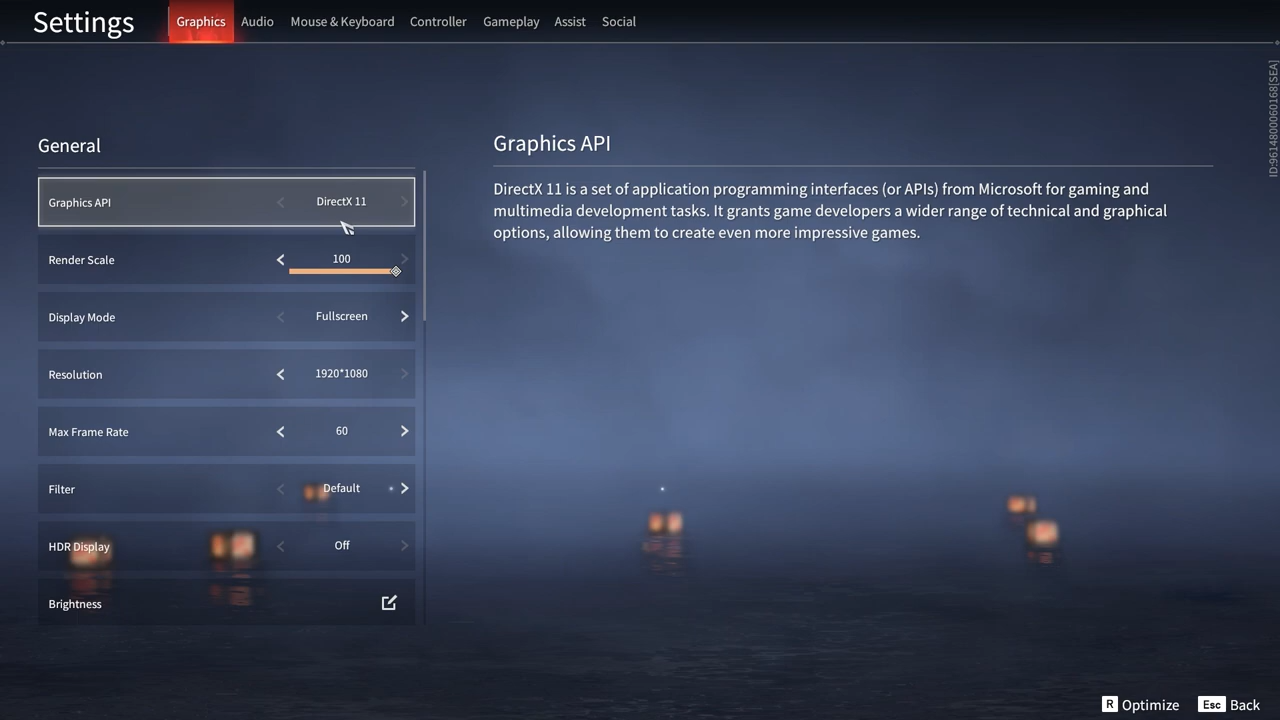 Settings
Graphics
Audio
Mouse & Keyboard
Controller
Gameplay
Assist
Social
ID:9614800060168[SEA]
General
Graphics API
DirectX 11
Render Scale
100
Display Mode
Fullscreen
Resolution
1920*1080
Max Frame Rate
60
Filter
Default
HDR Display
Off
Brightness
Graphics API
DirectX 11 is a set of application programming interfaces (or APIs) from Microsoft for gaming and
multimedia development tasks. It grants game developers a wider range of technical and graphical
options, allowing them to create even more impressive games.
R Optimize
Esc Back